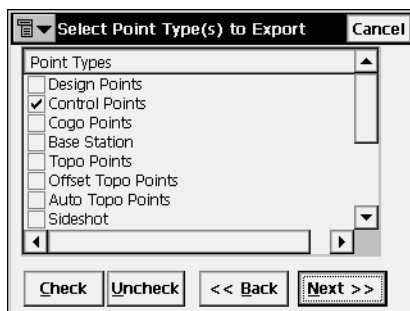 Select Point Type(s) to Export Cancel
Point Types
Design Points
Control Points
Cogo Points
Base Station
Topo Points
Offset Topo Points
Auto Topo Points
Sideshot
Check Uncheck << Back Next >>